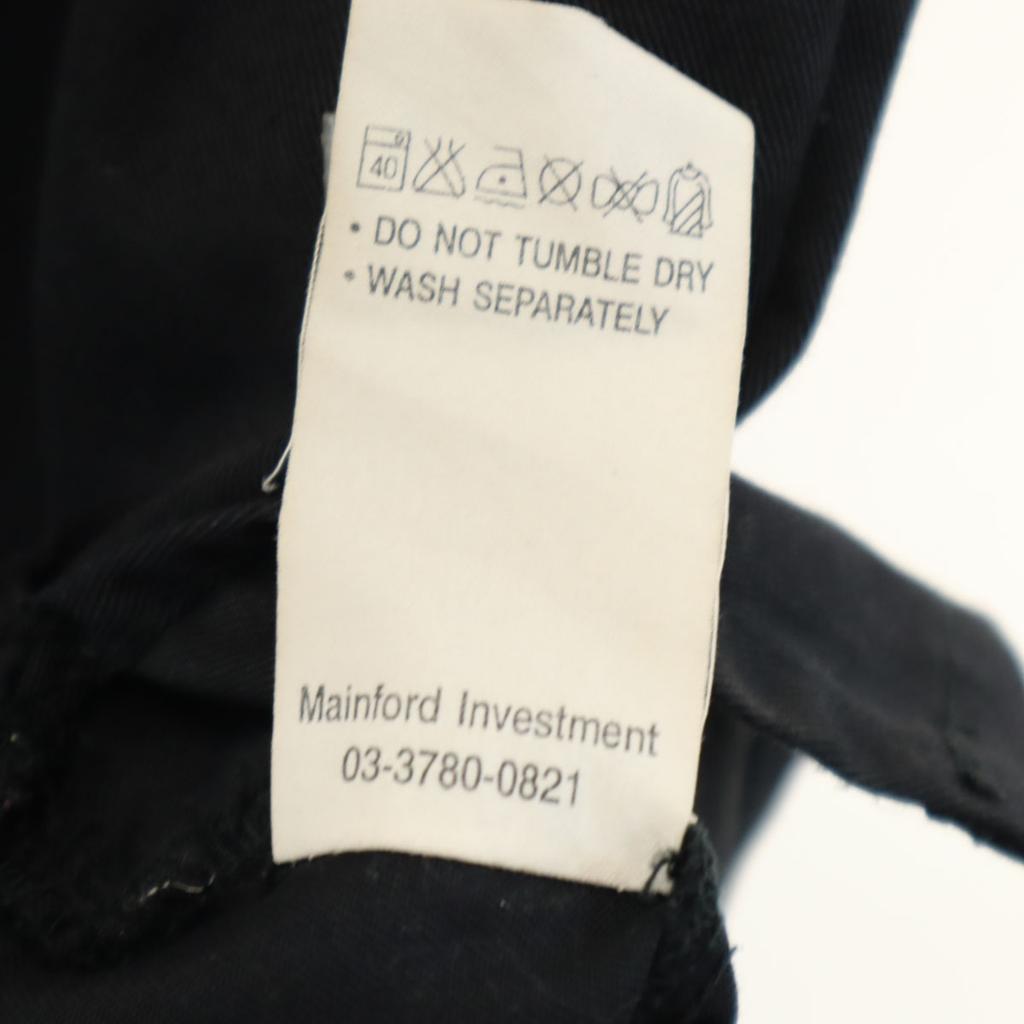 40
• DO NOT TUMBLE DRY
• WASH SEPARATELY
Mainford Investment
03-3780-0821